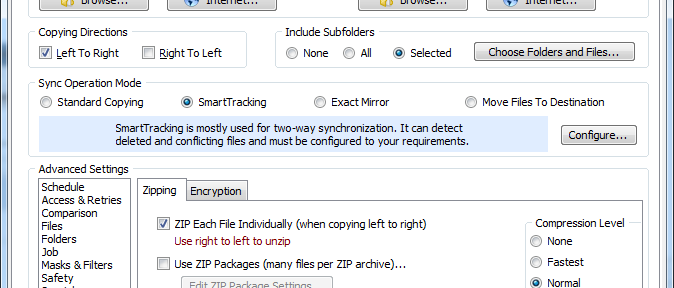 Browse... Internet... Browse... Internet...
Copying Directions
Left To Right Right To Left
Include Subfolders
None All Selected Choose Folders and Files...
Sync Operation Mode
Standard Copying SmartTracking Exact Mirror Move Files To Destination
SmartTracking is mostly used for two-way synchronization. It can detect
deleted and conflicting files and must be configured to your requirements.
Configure...
Advanced Settings
Schedule
Access & Retries
Comparison
Files
Folders
Job
Masks & Filters
Safety
Zipping Encryption
ZIP Each File Individually (when copying left to right)
Use right to left to unzip
Use ZIP Packages (many files per ZIP archive)...
Edit ZIP Package Settings...
Compression Level
None
Fastest
Normal